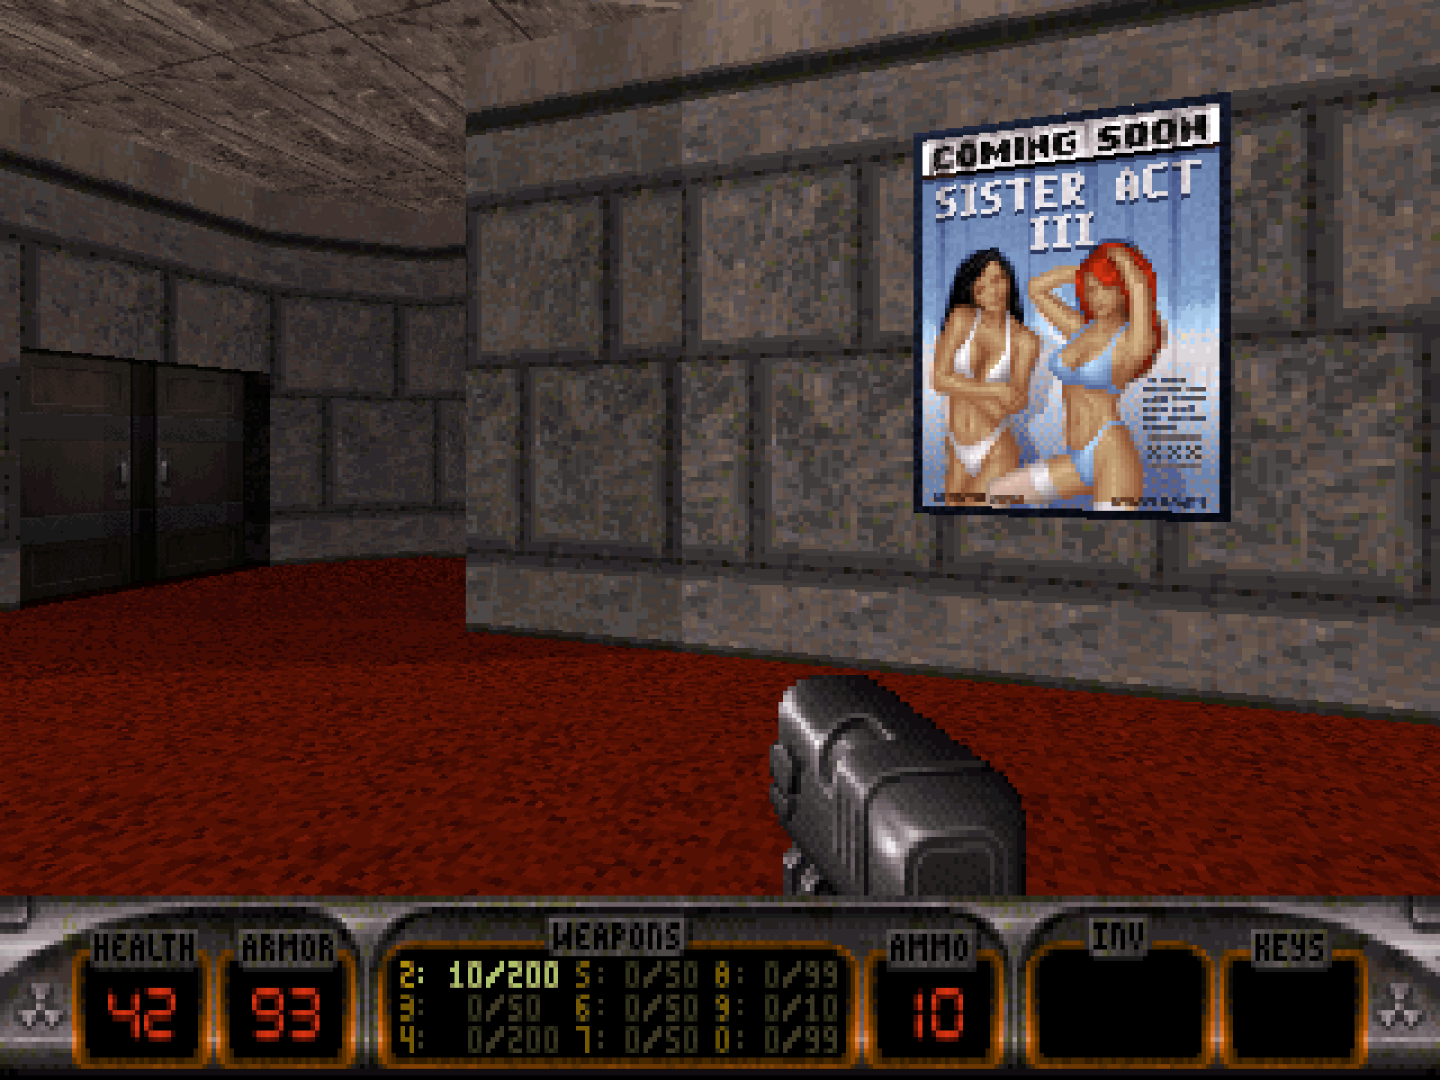 COMING SOON
SISTER ACT
III
XXX
HEALTH ARMOR WEAPONS AMMO INV KEYS
2: 10/200 5: 0/50 8: 0/99
3: 0/50 6: 0/50 9: 0/10
4: 0/200 7: 0/50 0: 0/99
42 93 10